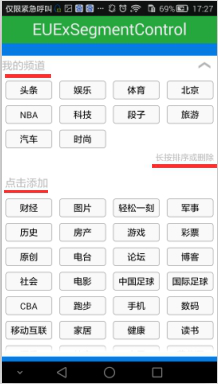 仅限紧急呼叫 69% 17:27
EUExSegmentControl
我的频道
头条 娱乐 体育 北京
NBA 科技 段子 旅游
汽车 时尚
长按排序或删除
点击添加
财经 图片 轻松一刻 军事
历史 房产 游戏 彩票
原创 电台 论坛 博客
社会 电影 中国足球 国际足球
CBA 跑步 手机 数码
移动互联 家居 健康 读书